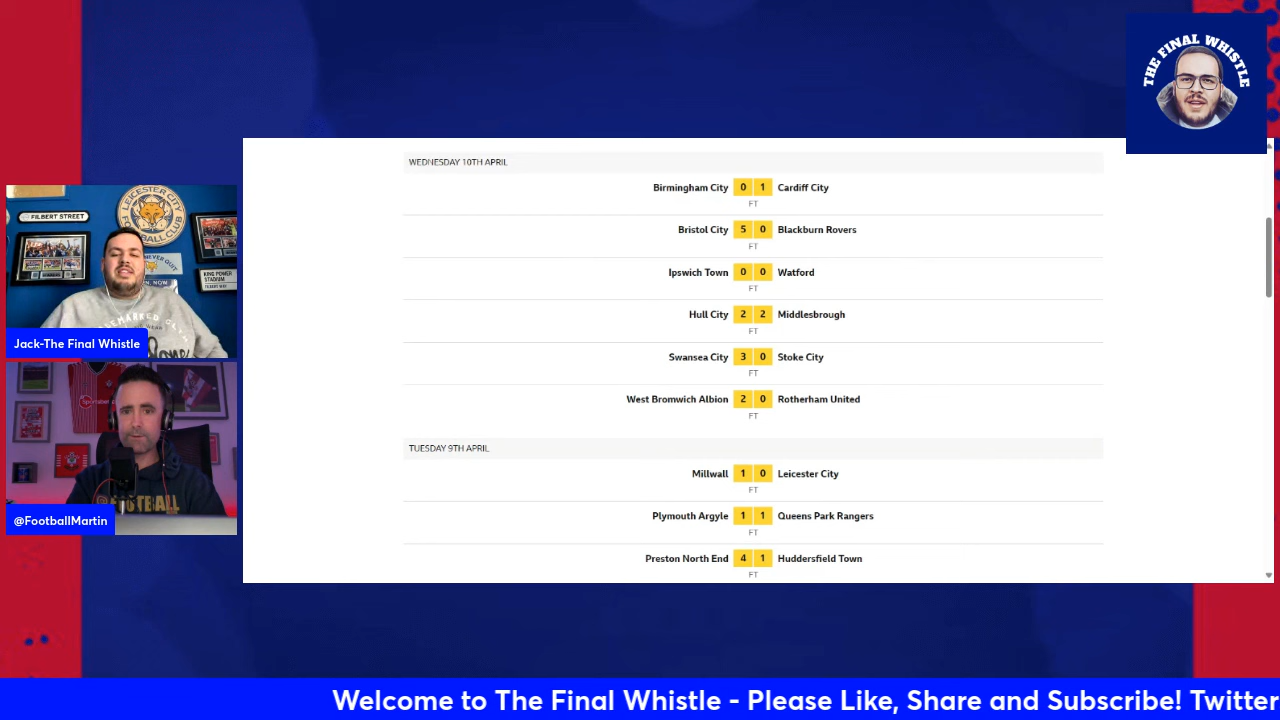 THE FINAL WHISTLE
WEDNESDAY 10TH APRIL
Birmingham City 0 1 Cardiff City
FT
Bristol City 5 0 Blackburn Rovers
FT
Ipswich Town 0 0 Watford
FT
Hull City 2 2 Middlesbrough
FT
Swansea City 3 0 Stoke City
FT
West Bromwich Albion 2 0 Rotherham United
FT
TUESDAY 9TH APRIL
Millwall 1 0 Leicester City
FT
Plymouth Argyle 1 1 Queens Park Rangers
FT
Preston North End 4 1 Huddersfield Town
FT
FILBERT STREET
LEICESTER CITY
FOOTBALL CLUB
NEVER QUIT
KING POWER
STADIUM
Jack-The Final Whistle
FOOTBALL
@FootballMartin
Welcome to The Final Whistle - Please Like, Share and Subscribe! Twitter